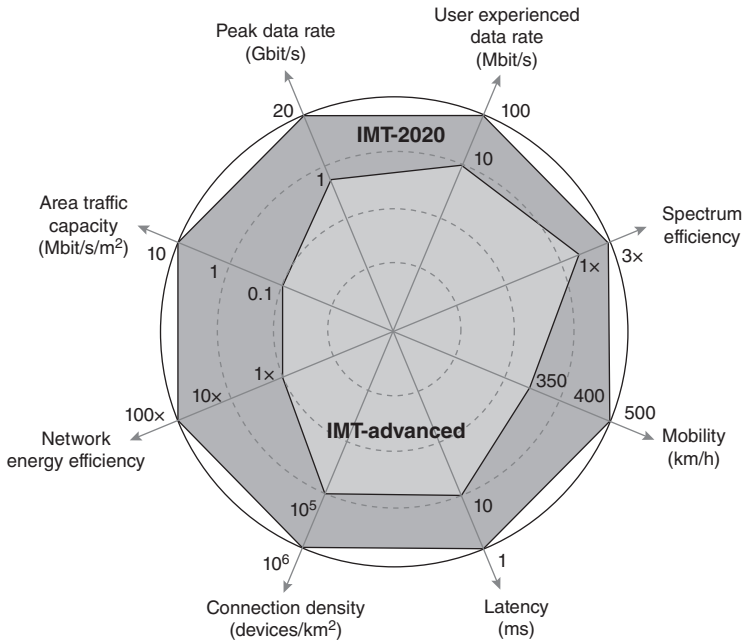 User experienced
data rate
(Mbit/s)
Peak data rate
(Gbit/s)
20
100
IMT-2020
10
1
Area traffic
capacity
(Mbit/s/m²)
Spectrum
efficiency
10
1
0.1
1×
3×
1×
10×
100×
350
400
500
Network
energy efficiency
IMT-advanced
Mobility
(km/h)
10⁵
10
10⁶
1
Connection density
(devices/km²)
Latency
(ms)